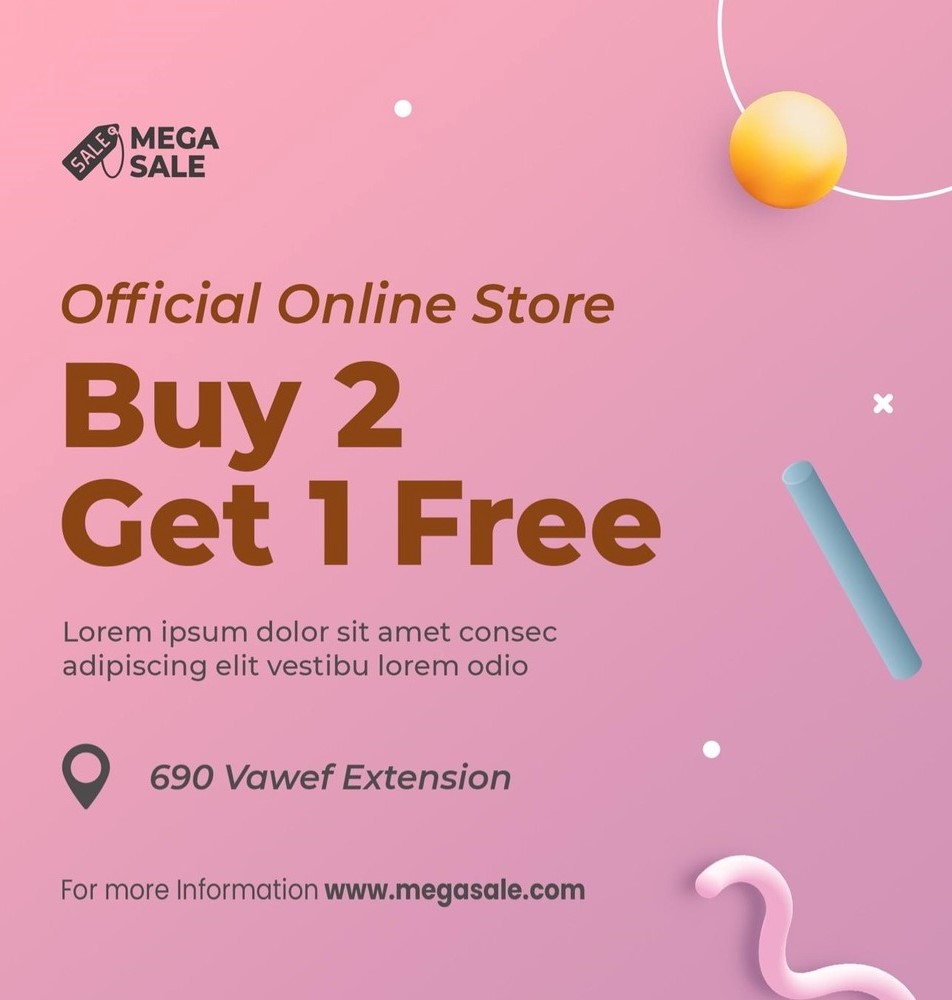 SALE
MEGA
SALE
Official Online Store
Buy 2
Get 1 Free
Lorem ipsum dolor sit amet consec
adipiscing elit vestibu lorem odio
690 Vawef Extension
For more Information www.megasale.com